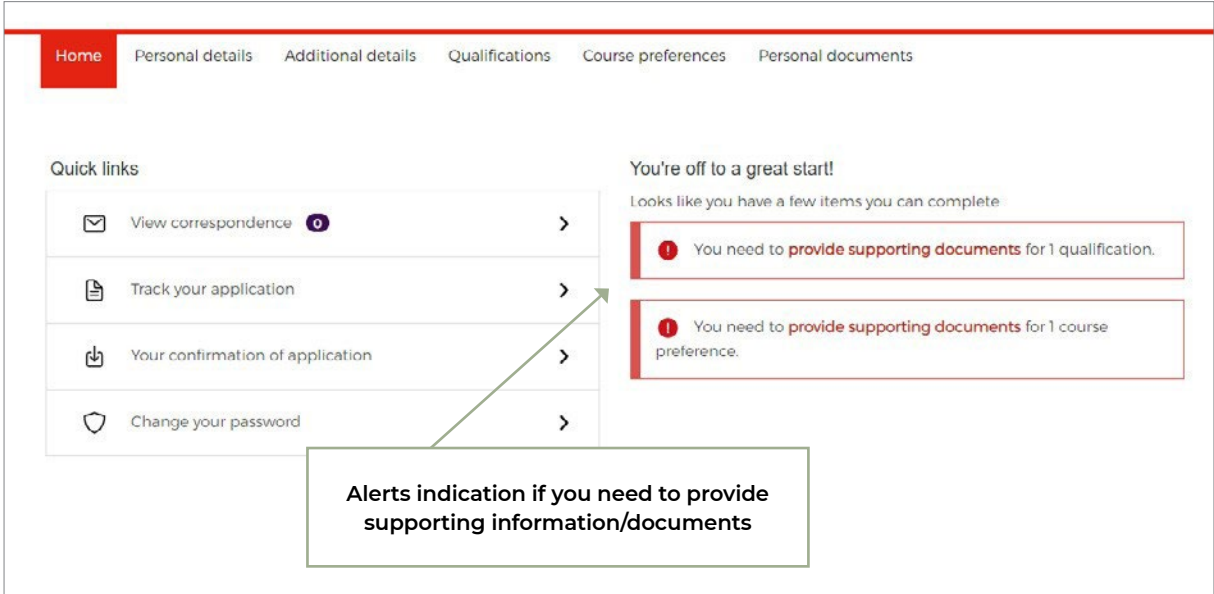 Home Personal details Additional details Qualifications Course preferences Personal documents
Quick links
View correspondence 0
Track your application
Your confirmation of application
Change your password
You're off to a great start!
Looks like you have a few items you can complete
You need to provide supporting documents for 1 qualification.
You need to provide supporting documents for 1 course
preference.
Alerts indication if you need to provide
supporting information/documents